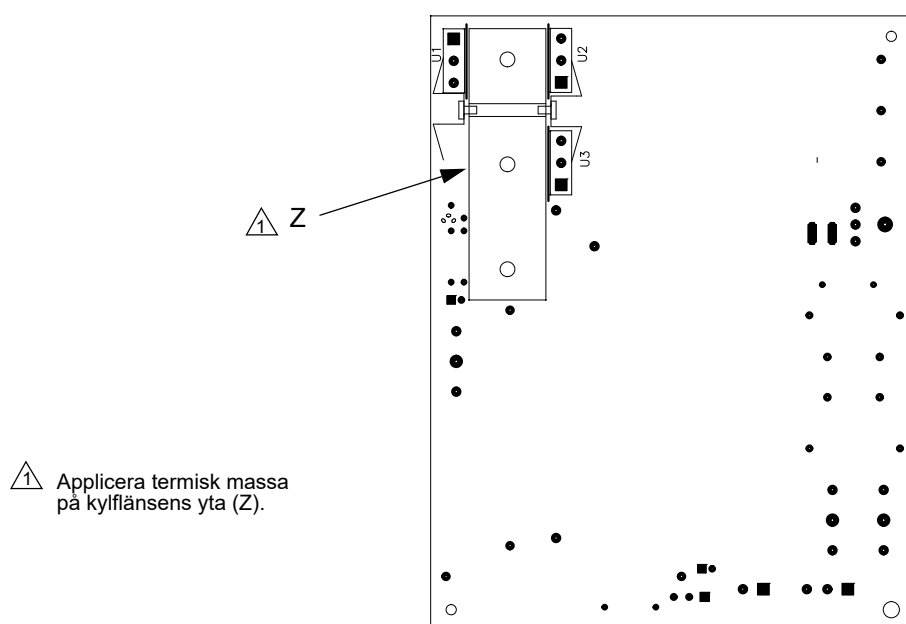 U1
U2
U3
1 Z
1 Applicera termisk massa
på kylflänsens yta (Z).